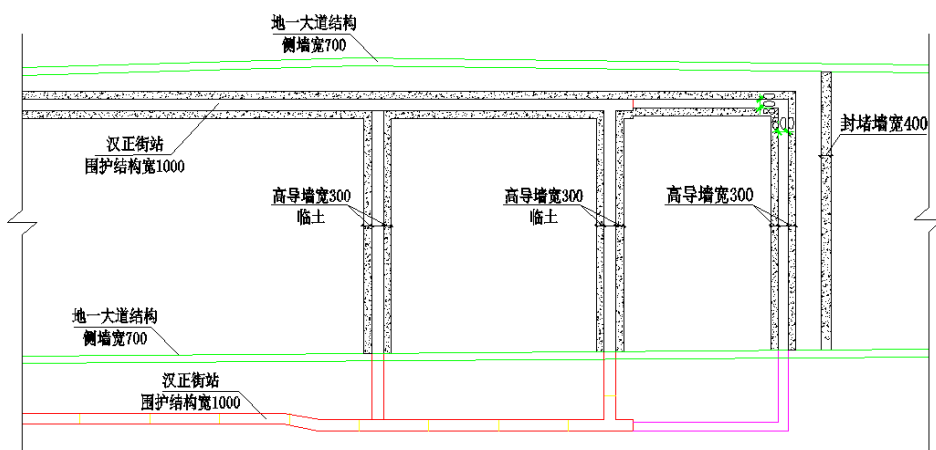 地一大道结构
侧墙宽700
汉正街站
围护结构宽1000
高导墙宽300
临土
高导墙宽300
临土
高导墙宽300
封堵墙宽400
地一大道结构
侧墙宽700
汉正街站
围护结构宽1000